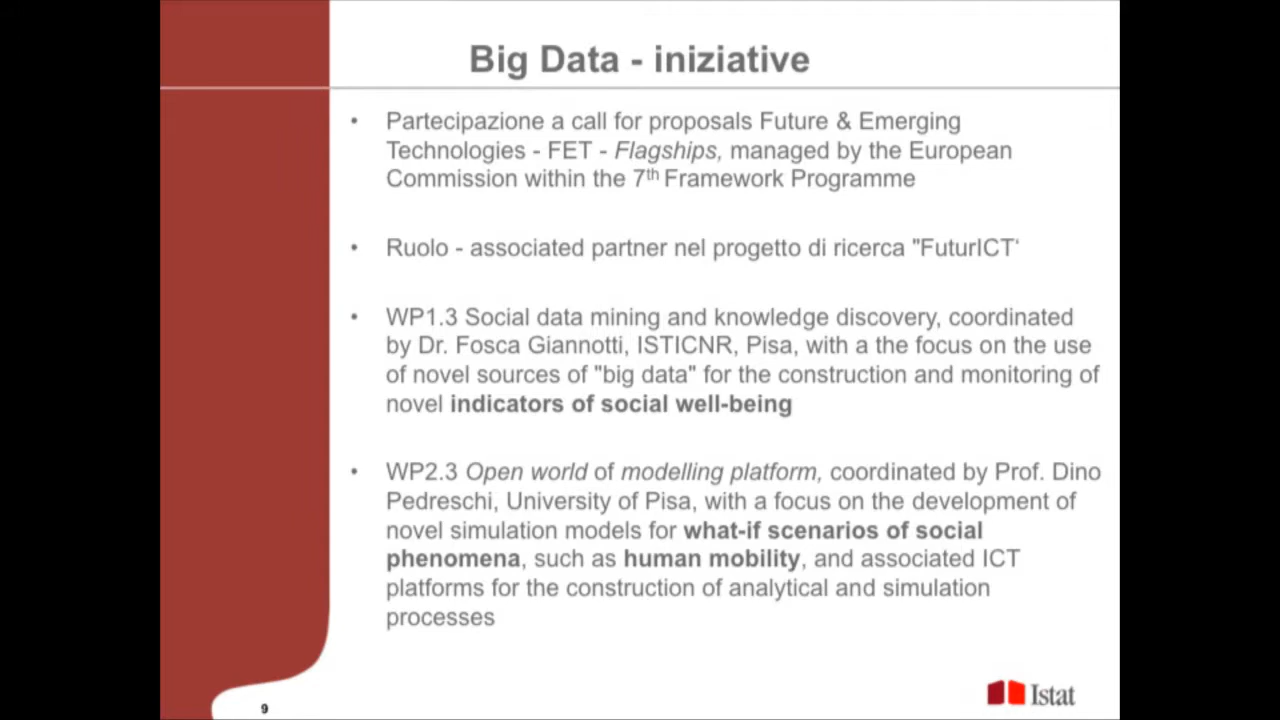 Big Data - iniziative
• Partecipazione a call for proposals Future & Emerging
Technologies - FET - Flagships, managed by the European
Commission within the 7th Framework Programme
• Ruolo - associated partner nel progetto di ricerca "FuturICT'
• WP1.3 Social data mining and knowledge discovery, coordinated
by Dr. Fosca Giannotti, ISTICNR, Pisa, with a the focus on the use
of novel sources of "big data" for the construction and monitoring of
novel indicators of social well-being
• WP2.3 Open world of modelling platform, coordinated by Prof. Dino
Pedreschi, University of Pisa, with a focus on the development of
novel simulation models for what-if scenarios of social
phenomena, such as human mobility, and associated ICT
platforms for the construction of analytical and simulation
processes
Istat
9